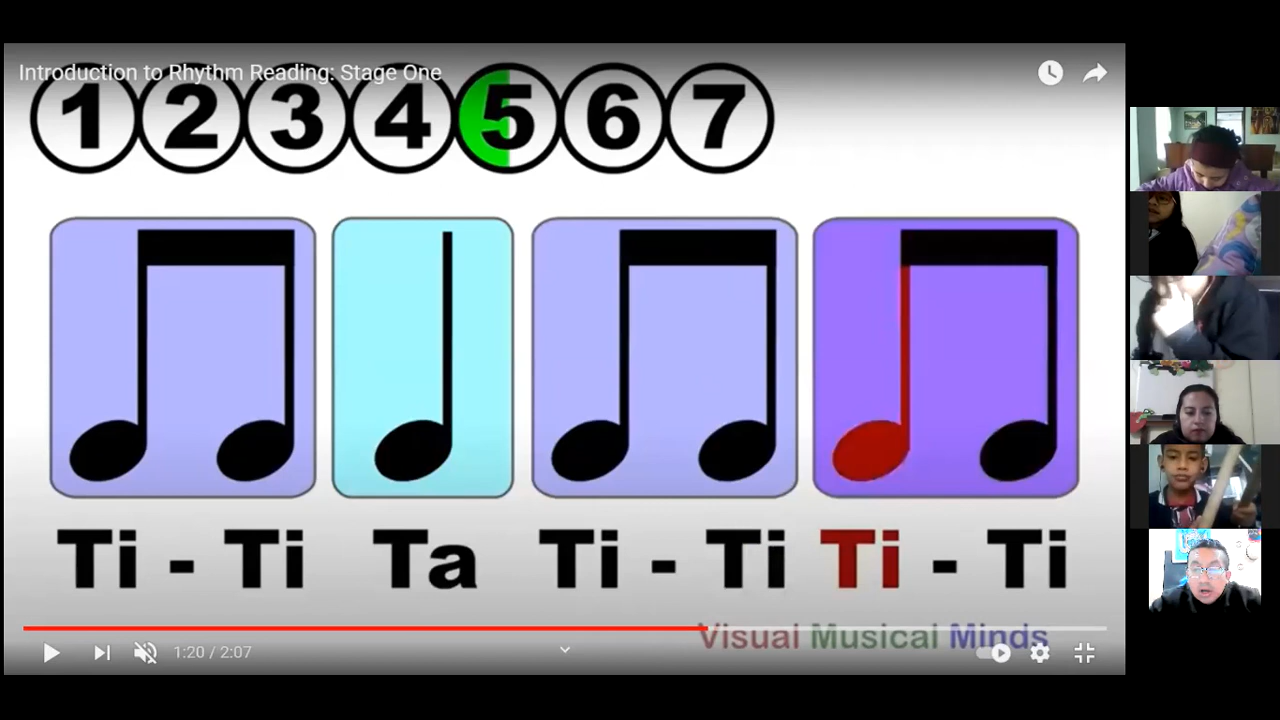 Introduction to Rhythm Reading: Stage One
1 2 3 4 5 6 7
Ti - Ti Ta Ti - Ti Ti - Ti
Visual Musical Minds
1:20 / 2:07